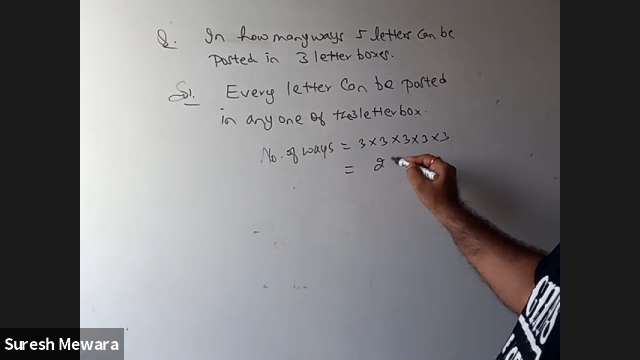 Q. In how many ways 5 letters can be
posted in 3 letter boxes.
Sol. Every letter can be posted
in any one of the 3 letter box.
No. of ways = 3×3×3×3×3
= 2
Suresh Mewara